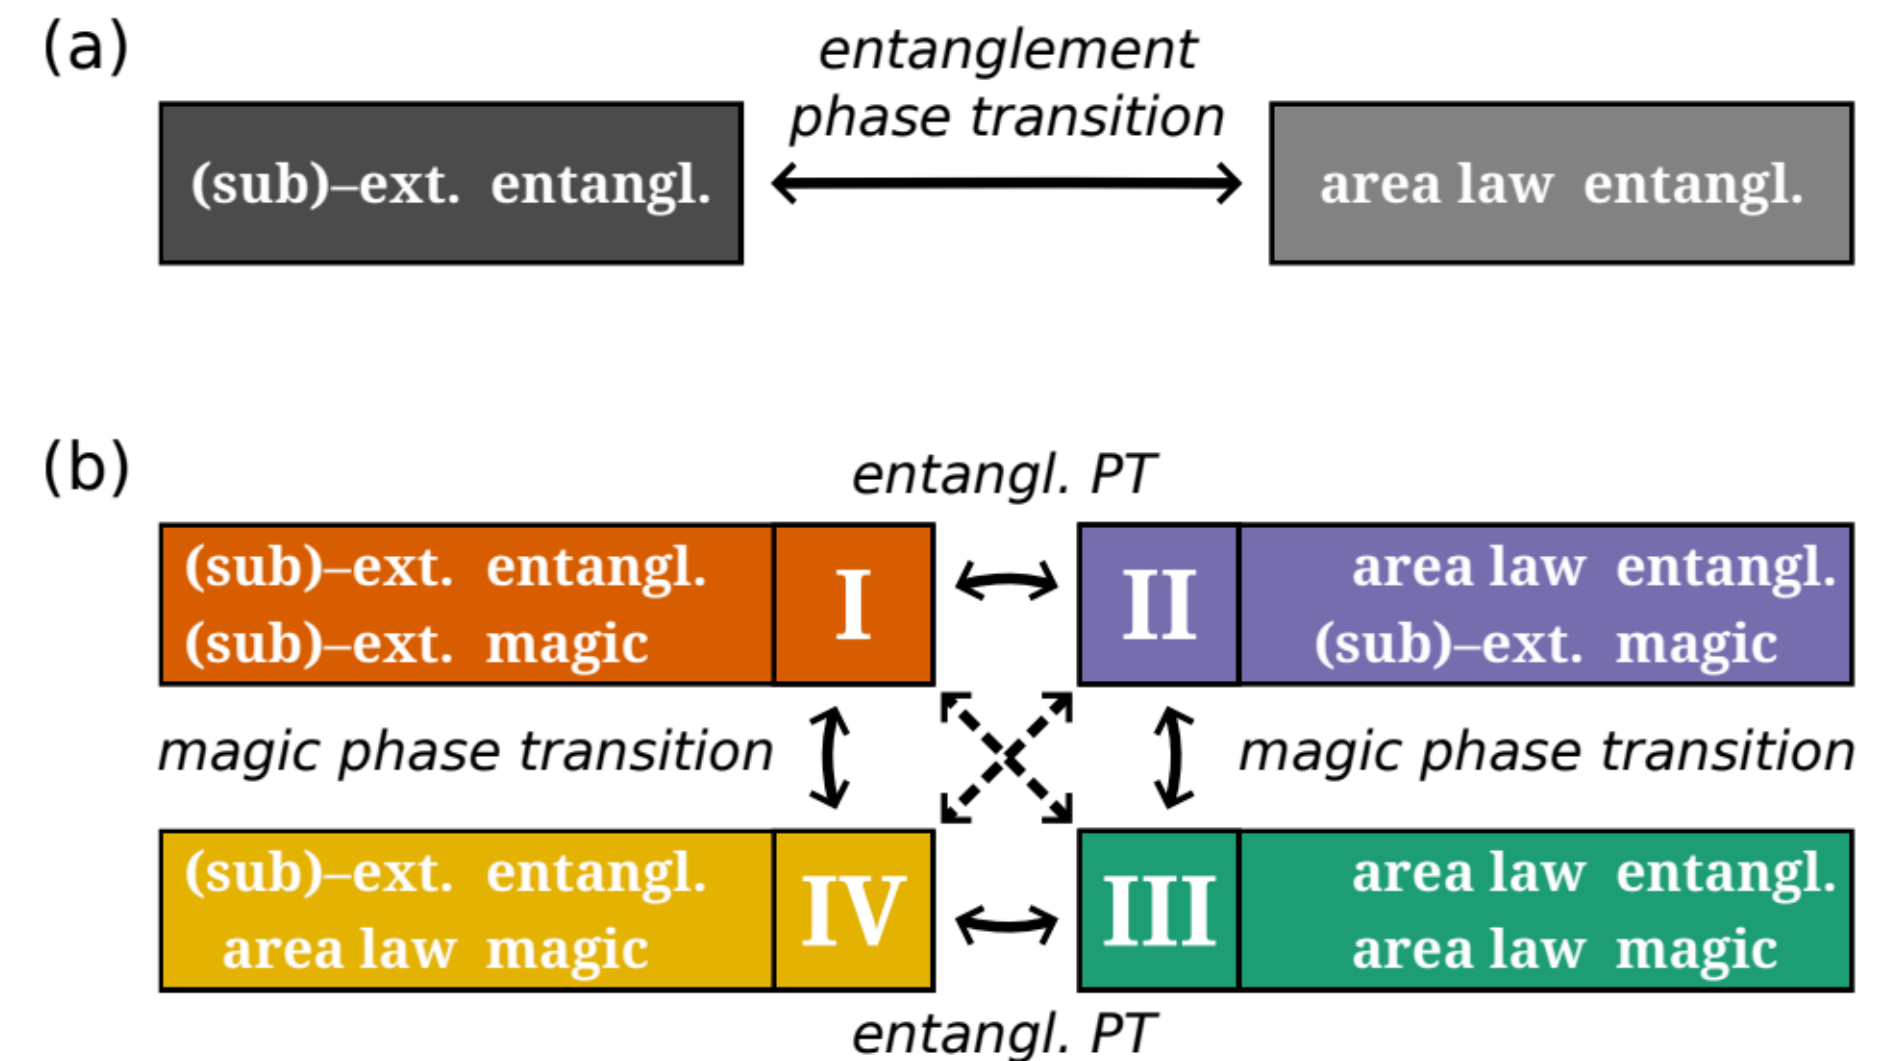 (a)
entanglement
phase transition
(sub)–ext. entangl.
area law entangl.
(b)
entangl. PT
(sub)–ext. entangl.
(sub)–ext. magic
I
II
area law entangl.
(sub)–ext. magic
magic phase transition
magic phase transition
(sub)–ext. entangl.
area law magic
IV
III
area law entangl.
area law magic
entangl. PT